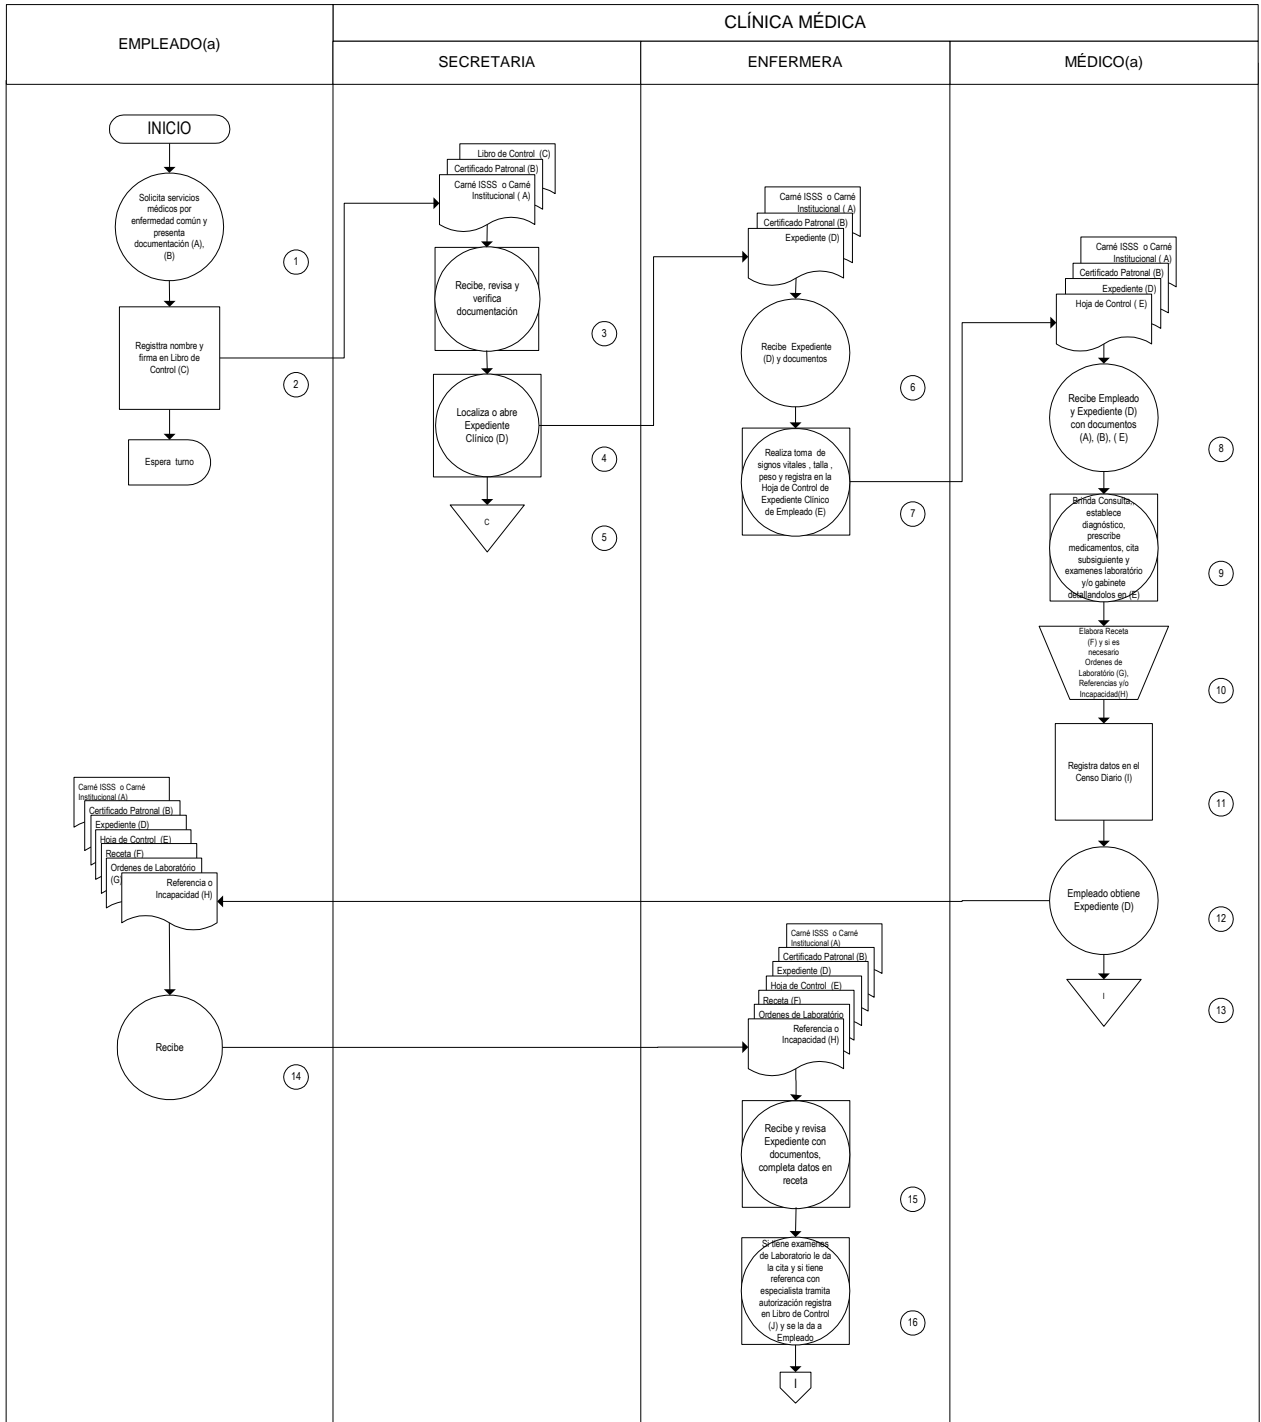 CLÍNICA MÉDICA
EMPLEADO(a)
SECRETARIA
ENFERMERA
MÉDICO(a)
INICIO
Solicita servicios
médicos por
enfermedad común y
presenta
documentación (A),
(B)
1
Registtra nombre y
firma en Libro de
Control (C)
2
Espera turno
Libro de Control (C)
Certificado Patronal (B)
Carné ISSS o Carné
Institucional ( A)
Recibe, revisa y
verifica
documentación
3
Localiza o abre
Expediente
Clínico (D)
4
C
5
Carné ISSS o Carné
Institucional ( A)
Certificado Patronal (B)
Expediente (D)
Recibe Expediente
(D) y documentos
6
Realiza toma de
signos vitales , talla ,
peso y registra en la
Hoja de Control de
Expediente Clínico
de Empleado (E)
7
Carné ISSS o Carné
Institucional ( A)
Certificado Patronal (B)
Expediente (D)
Hoja de Control ( E)
Recibe Empleado
y Expediente (D)
con documentos
(A), (B), ( E)
8
Brinda Consulta,,
establece
diagnóstico,
prescribe
medicamentos, cita
subsiguiente y
examenes laboratório
y/o gabinete
detallandolos en (E)
9
Elabora Receta
(F) y si es
necesario
Ordenes de
Laboratório (G),
Referencias y/o
Incapacidad(H)
10
Registra datos en el
Censo Diario (I)
11
Empleado obtiene
Expediente (D)
12
I
13
Carné ISSS o Carné
Institucional (A)
Certificado Patronal (B)
Expediente (D)
Hoja de Control (E)
Receta (F)
Ordenes de Laboratório
(G)
Referencia o
Incapacidad (H)
Recibe
14
Carné ISSS o Carné
Institucional (A)
Certificado Patronal (B)
Expediente (D)
Hoja de Control (E)
Receta (F)
Ordenes de Laboratório
Referencia o
Incapacidad (H)
Recibe y revisa
Expediente con
documentos,
completa datos en
receta
15
Si tiene examenes
de Laboratorio le da
la cita y si tiene
referenca con
especialista tramita
autorización registra
en Libro de Control
(J) y se la da a
Empleado
16
I